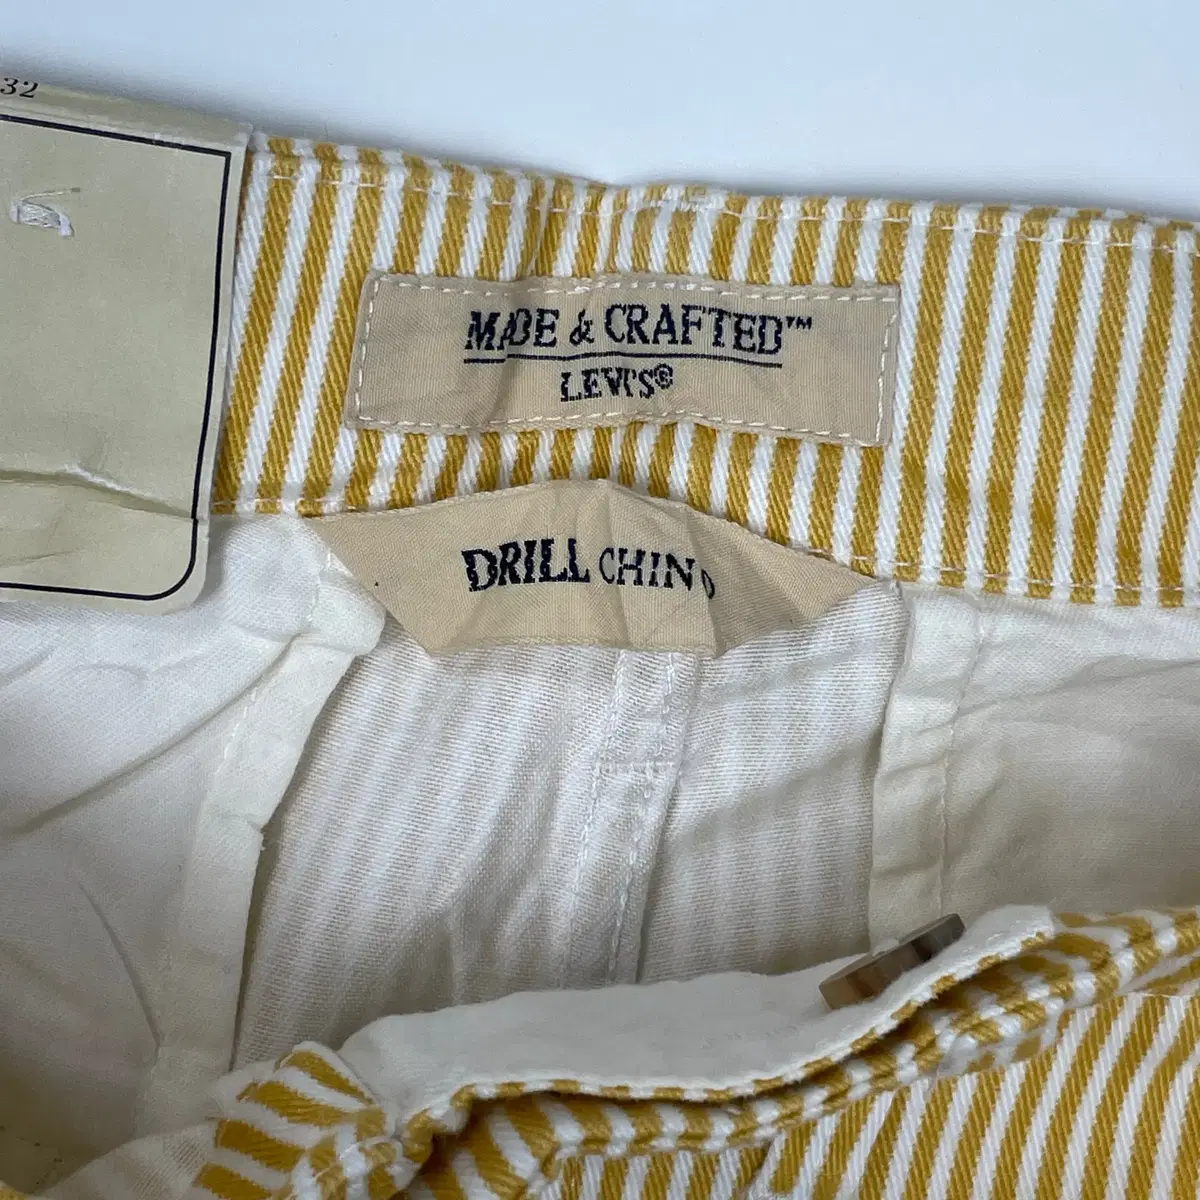 32
MADE & CRAFTED™
LEVI'S®
DRILL CHINO